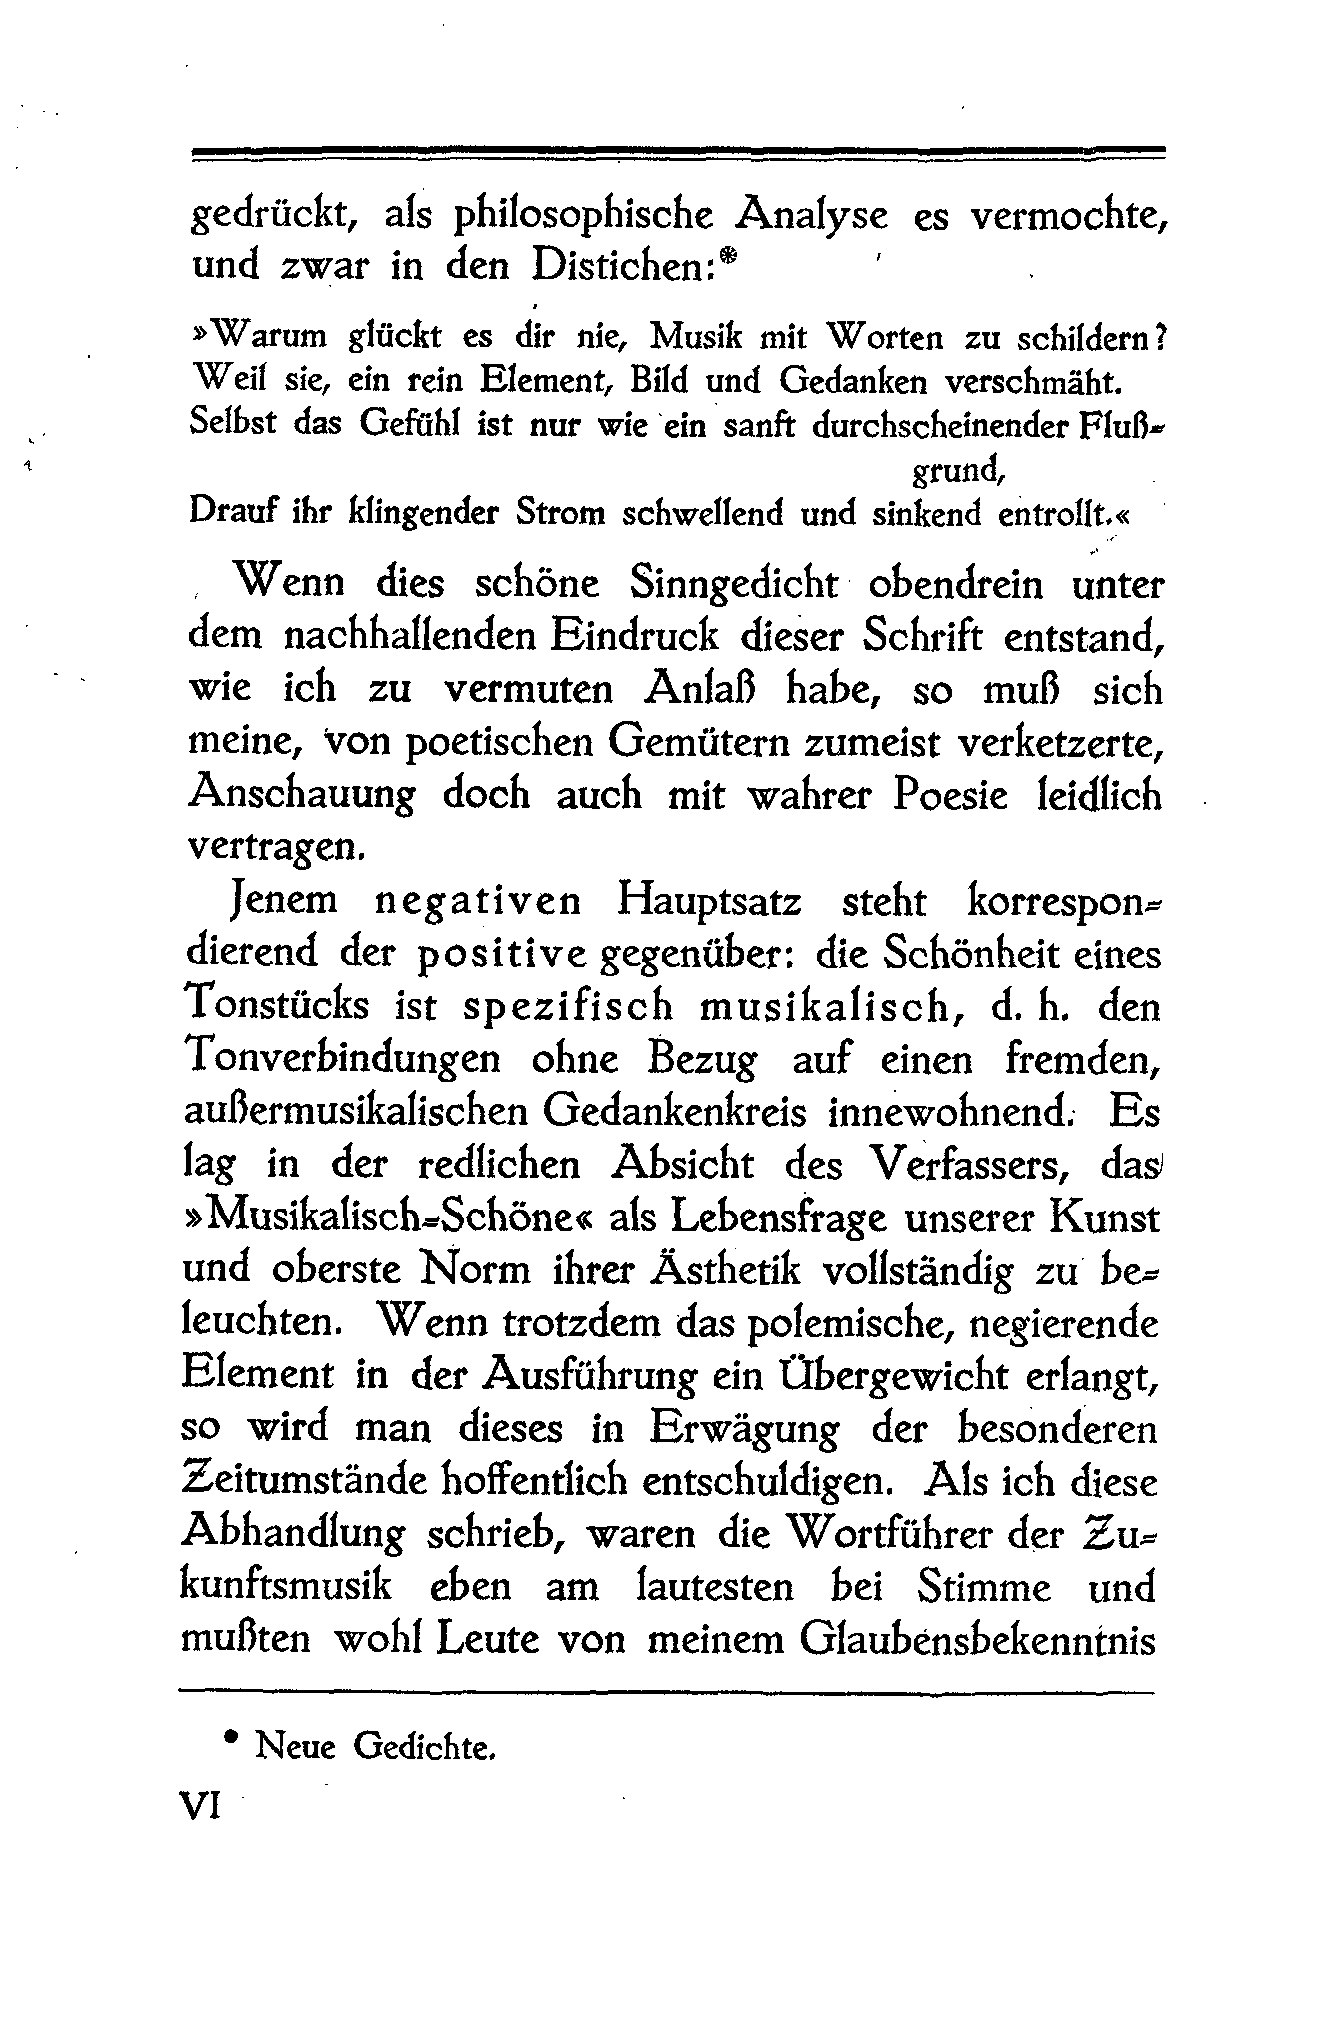 gedrückt, als philosophische Analyse es vermochte,
und zwar in den Distichen:*
»Warum glückt es dir nie, Musik mit Worten zu schildern?
Weil sie, ein rein Element, Bild und Gedanken verschmäht.
Selbst das Gefühl ist nur wie ein sanft durchscheinender Fluß-
grund,
Drauf ihr klingender Strom schwellend und sinkend entrollt.«
Wenn dies schöne Sinngedicht obendrein unter
dem nachhallenden Eindruck dieser Schrift entstand,
wie ich zu vermuten Anlaß habe, so muß sich
meine, von poetischen Gemütern zumeist verketzerte,
Anschauung doch auch mit wahrer Poesie leidlich
vertragen.
Jenem negativen Hauptsatz steht korrespon-
dierend der positive gegenüber: die Schönheit eines
Tonstücks ist spezifisch musikalisch, d. h. den
Tonverbindungen ohne Bezug auf einen fremden,
außermusikalischen Gedankenkreis innewohnend. Es
lag in der redlichen Absicht des Verfassers, das
»Musikalisch-Schöne« als Lebensfrage unserer Kunst
und oberste Norm ihrer Ästhetik vollständig zu be-
leuchten. Wenn trotzdem das polemische, negierende
Element in der Ausführung ein Übergewicht erlangt,
so wird man dieses in Erwägung der besonderen
Zeitumstände hoffentlich entschuldigen. Als ich diese
Abhandlung schrieb, waren die Wortführer der Zu-
kunftsmusik eben am lautesten bei Stimme und
mußten wohl Leute von meinem Glaubensbekenntnis
* Neue Gedichte.
VI